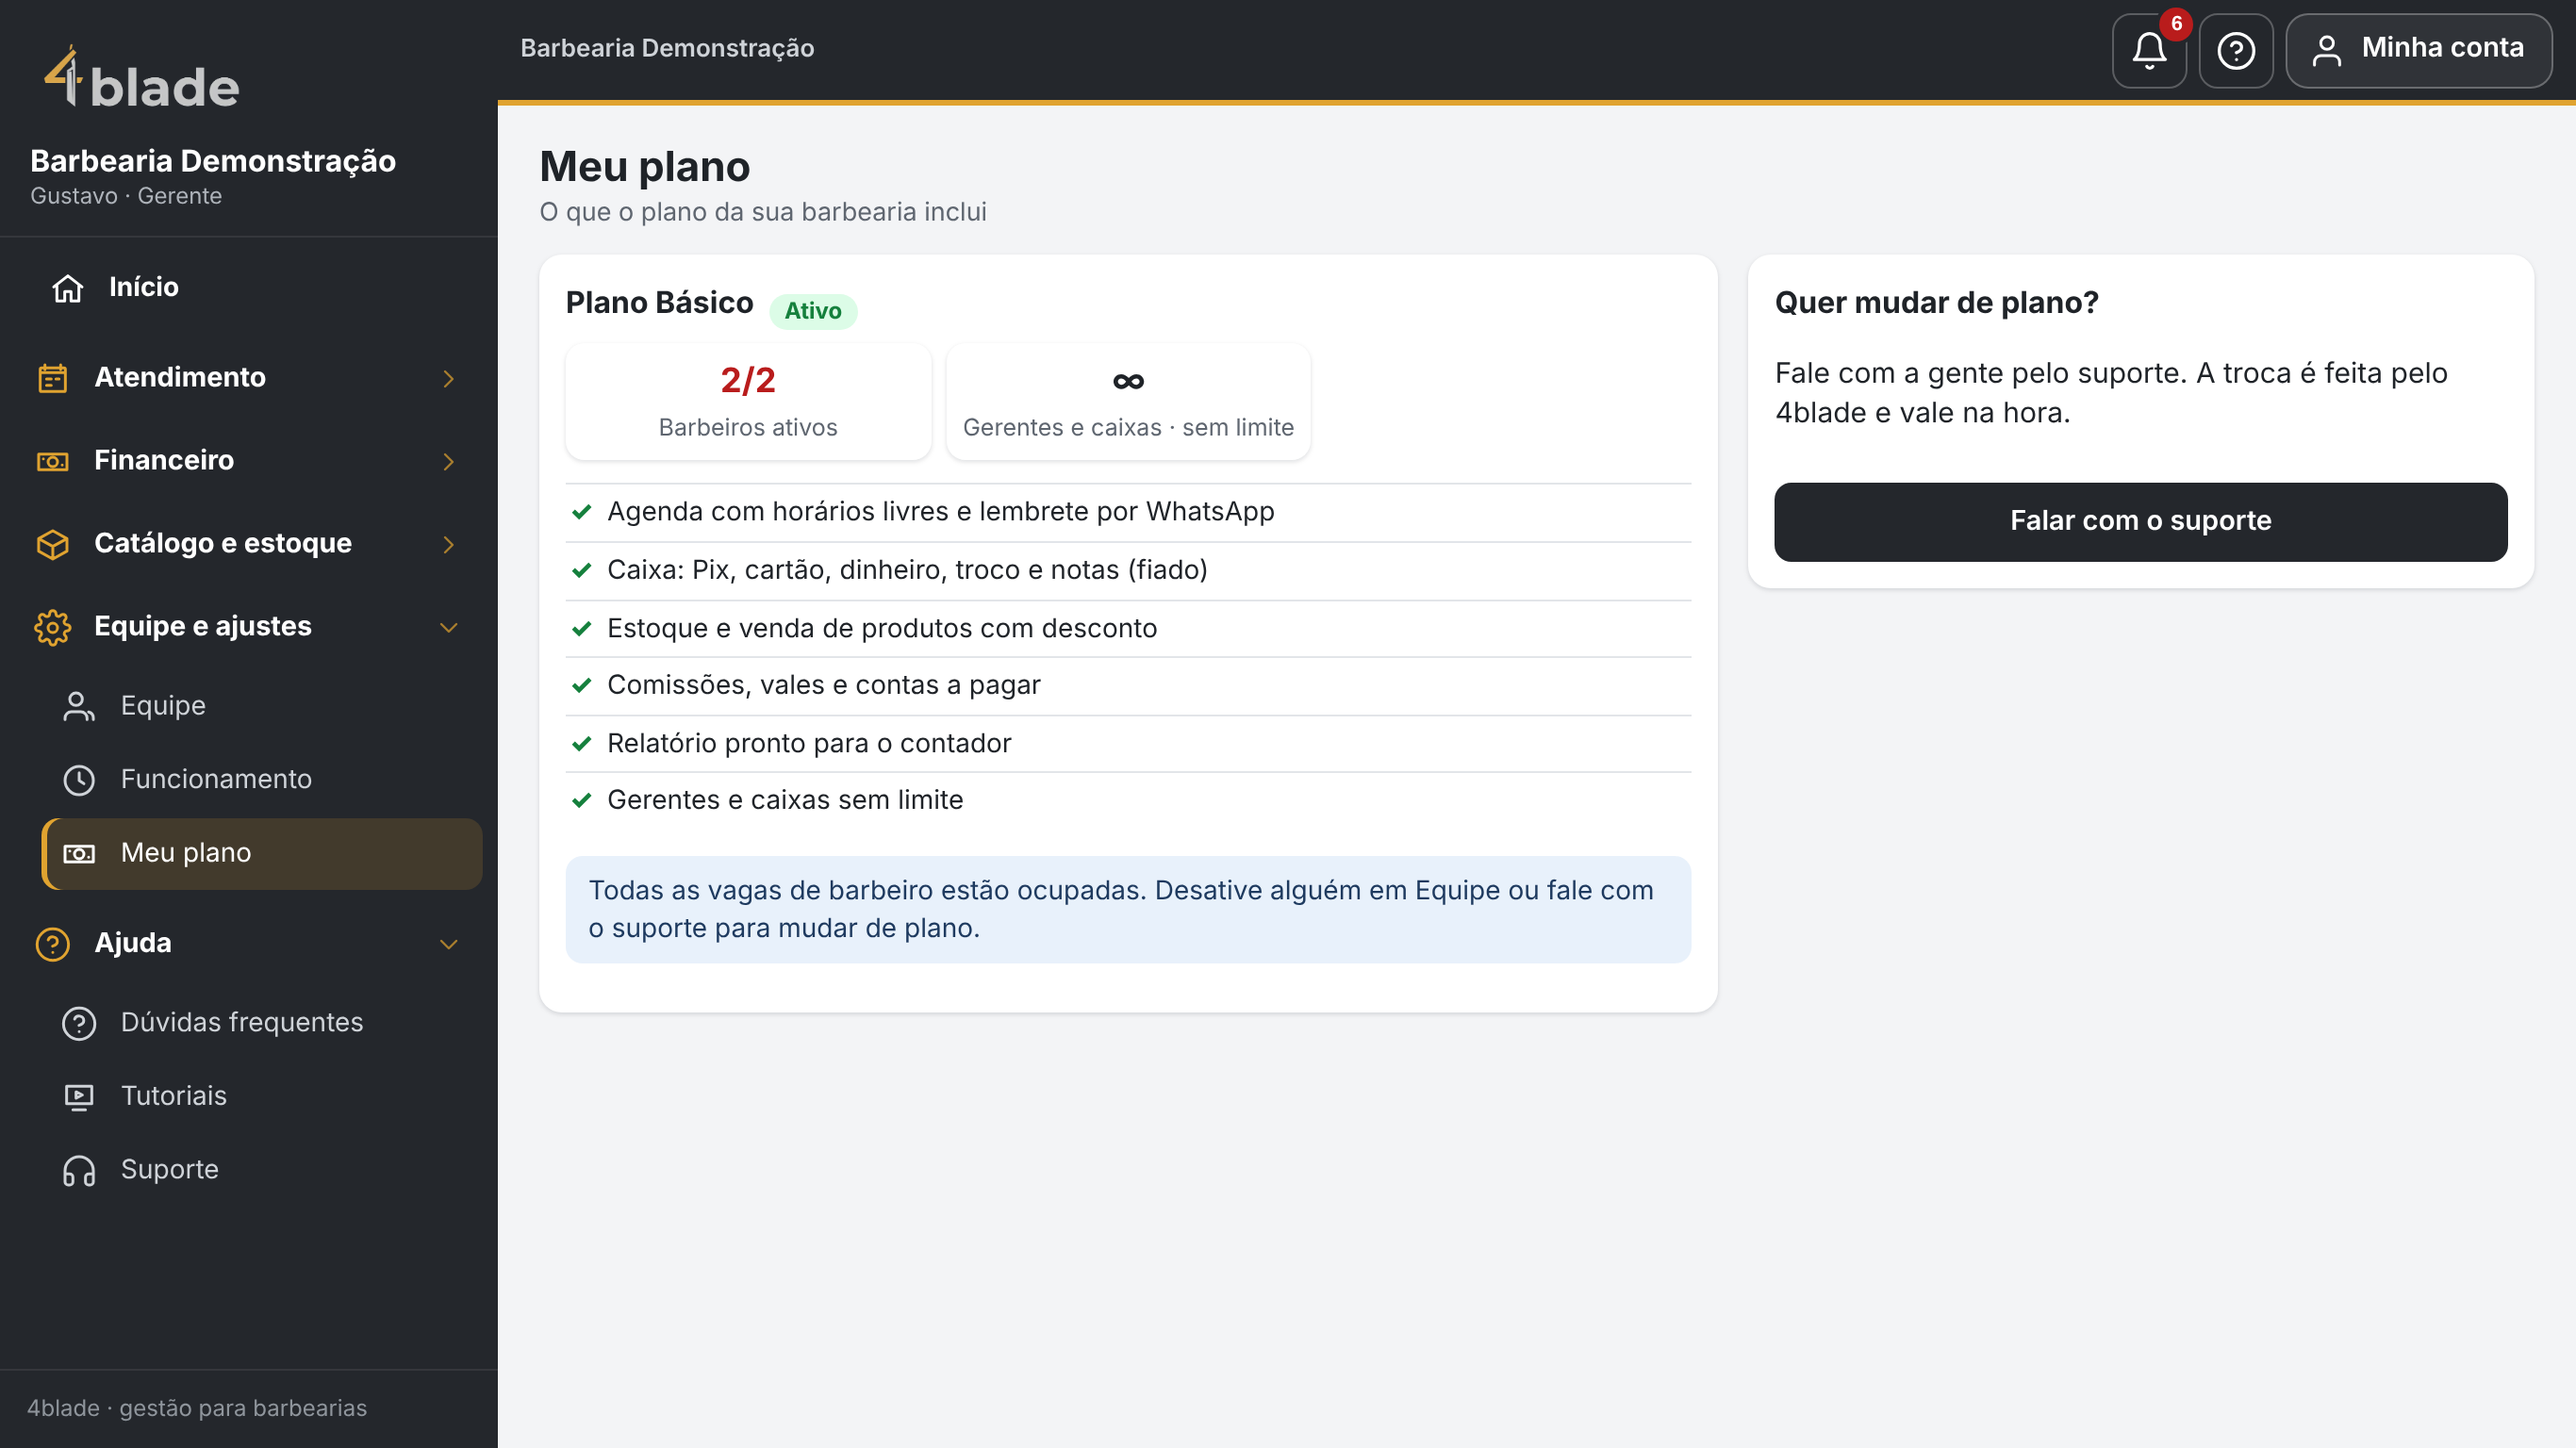 4blade
Barbearia Demonstração
Gustavo · Gerente
Início
Atendimento
Financeiro
Catálogo e estoque
Equipe e ajustes
Equipe
Funcionamento
Meu plano
Ajuda
Dúvidas frequentes
Tutoriais
Suporte
4blade · gestão para barbearias
Barbearia Demonstração
6
Minha conta
Meu plano
O que o plano da sua barbearia inclui
Plano Básico
Ativo
2/2
Barbeiros ativos
∞
Gerentes e caixas · sem limite
Agenda com horários livres e lembrete por WhatsApp
Caixa: Pix, cartão, dinheiro, troco e notas (fiado)
Estoque e venda de produtos com desconto
Comissões, vales e contas a pagar
Relatório pronto para o contador
Gerentes e caixas sem limite
Todas as vagas de barbeiro estão ocupadas. Desative alguém em Equipe ou fale com
o suporte para mudar de plano.
Quer mudar de plano?
Fale com a gente pelo suporte. A troca é feita pelo
4blade e vale na hora.
Falar com o suporte